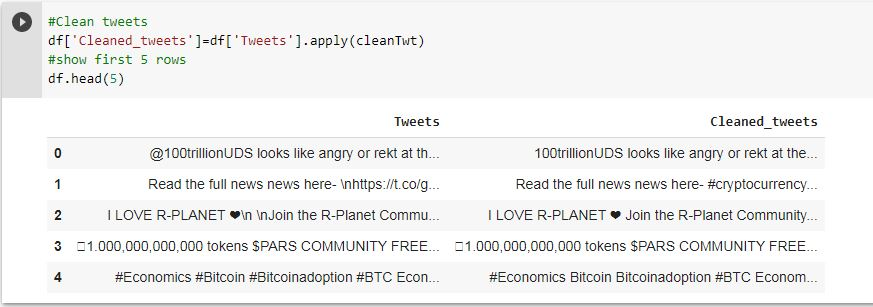 #Clean tweets
df['Cleaned_tweets']=df['Tweets'].apply(cleanTwt)
#show first 5 rows
df.head(5)
Tweets Cleaned_tweets
0 @100trillionUDS looks like angry or rekt at th... 100trillionUDS looks like angry or rekt at the...
1 Read the full news news here- \nhttps://t.co/g... Read the full news news here- #cryptocurrency...
2 I LOVE R-PLANET ❤\n \nJoin the R-Planet Commu... I LOVE R-PLANET ❤ Join the R-Planet Community...
3 □1.000,000,000,000 tokens $PARS COMMUNITY FREE... □1.000,000,000,000 tokens $PARS COMMUNITY FREE...
4 #Economics #Bitcoin #Bitcoinadoption #BTC Econ... #Economics Bitcoin Bitcoinadoption #BTC Econom...